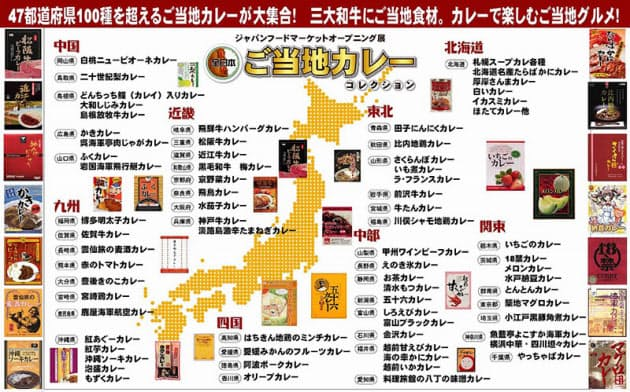 47都道府県100種を超えるご当地カレーが大集合! 三大和牛にご当地食材。カレーで楽しむご当地グルメ!
ジャパンフードマーケットオープニング展
全日本 ご当地カレー
コレクション
中国
岡山県 白桃ニューピオーネカレー
鳥取県 二十世紀梨カレー
島根県 どんちっち鰈(カレイ)入りカレー
大和しじみカレー
島根放牧牛カレー
広島県 かきカレー
呉海軍亭肉じゃがカレー
山口県 ふくカレー
岩国海軍飛行艇カレー
近畿
岐阜県 飛騨牛ハンバーグカレー
三重県 松阪牛カレー
滋賀県 近江牛カレー
和歌山県 黒毛和牛 梅カレー
京都府 京野菜カレー
奈良県 飛鳥カレー
大阪府 水茄子カレー
兵庫県 神戸牛カレー
淡路島激辛たまねぎカレー
北海道
北海道 札幌スープカレー各種
北海道名産たらばかにカレー
厚岸さんまカレー
白いカレー
イカスミカレー
ほたてカレー他
東北
青森県 田子にんにくカレー
秋田県 比内地鶏カレー
山形県 さくらんぼカレー
いも煮カレー
ラ・フランスカレー
岩手県 前沢牛カレー
宮城県 牛たんカレー
福島県 川俣シャモ地鶏カレー
九州
福岡県 博多明太子カレー
佐賀県 佐賀牛カレー
長崎県 雲仙旅の麦酒カレー
熊本県 赤のトマトカレー
大分県 豊後きのこカレー
宮崎県 宮崎鶏カレー
鹿児島県 鹿屋海軍航空カレー
沖縄県 紅あぐーカレー
紅芋カレー
沖縄ソーキカレー
泡盛カレー
もずくカレー
四国
高知県 はちきん地鶏のミンチカレー
愛媛県 愛媛みかんのフルーツカレー
徳島県 阿波ポークカレー
香川県 オリーブカレー
中部
山梨県 甲州ワインビーフカレー
長野県 えのき氷カレー
静岡県 お茶カレー
清水もつカレー
新潟県 五十六カレー
富山県 しろえびカレー
富山ブラックカレー
石川県 金沢カレー
福井県 越前甘えびカレー
海の幸かにカレー
越前かにカレー
愛知県 料理旅館の八丁の味噌カレー
関東
栃木県 いちごのカレー
茨城県 18禁カレー
メロンカレー
水戸納豆カレー
群馬県 とんとんカレー
東京都 築地マグロカレー
埼玉県 小江戸黒豚角煮カレー
神奈川県 魚藍亭よこすか海軍カレー
横濱中華・四川坦々カレー
千葉県 やっちゃばカレー